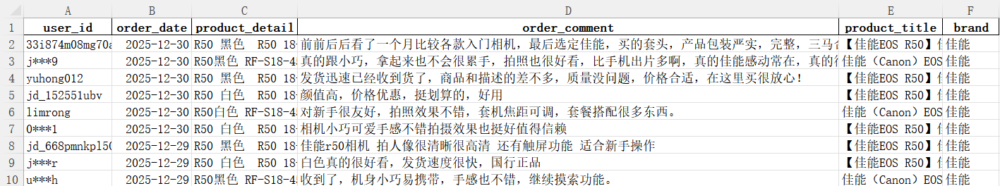 A B C D E F
1 user_id order_date product_detail order_comment product_title brand
2 33i874m08mg70a 2025-12-30 R50 黑色 R50 18- 前前后后看了一个月比较各款入门相机，最后选定佳能，买的套头，产品包装严实，完整，三马合 【佳能EOS R50】佳能
3 j***9 2025-12-30 R50黑色 RF-S18-45 真的跟小巧，拿起来也不会很累手，拍照也很好看，比手机出片多啊，真的佳能感动常在，真的很 佳能（Canon）EOS 佳能
4 yuhong012 2025-12-30 R50 黑色 R50 18- 发货迅速已经收到货了，商品和描述的差不多，质量没问题，价格合适，在这里买很放心！ 【佳能EOS R50】 佳能
5 jd_152551ubv 2025-12-30 R50 白色 R50 18- 颜值高，价格优惠，挺划算的，好用 【佳能EOS R50】 佳能
6 limrong 2025-12-30 R50白色 RF-S18-45 对新手很友好，拍照效果不错，套机焦距可调，套餐搭配很多东西。 佳能（Canon）EOS 佳能
7 0***1 2025-12-30 R50 白色 R50 18- 相机小巧可爱手感不错拍摄效果也挺好值得信赖 【佳能EOS R50】 佳能
8 jd_668pmnkpl50 2025-12-29 R50 黑色 R50 18- 佳能r50相机 拍人像很清晰很高清 还有触屏功能 适合新手操作 【佳能EOS R50】 佳能
9 j***r 2025-12-29 R50 白色 R50 18- 白色真的很好看，发货速度很快，国行正品 【佳能EOS R50】 佳能
10 u***h 2025-12-29 R50黑色 RF-S18-45 收到了，机身小巧易携带，手感也不错，继续摸索功能。 佳能（Canon）EOS 佳能